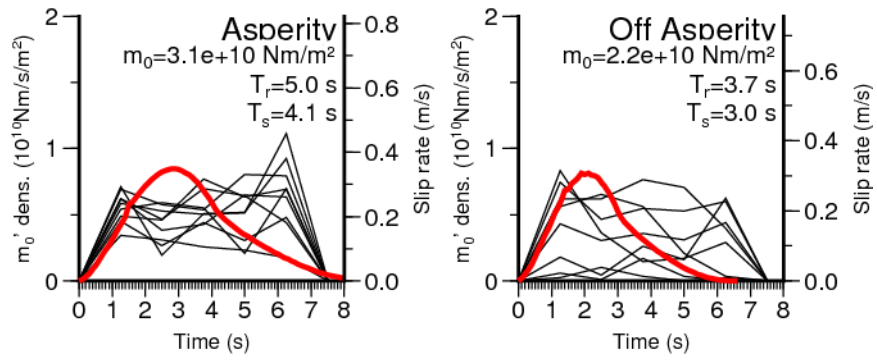 Asperity
m₀=3.1e+10 Nm/m²
Tᵣ=5.0 s
Tₛ=4.1 s
m₀' dens. (10¹⁰Nm/s/m²)
2
1
0
0.8
0.6
0.4
0.2
0.0
Slip rate (m/s)
0 1 2 3 4 5 6 7 8
Time (s)
Off Asperity
m₀=2.2e+10 Nm/m²
Tᵣ=3.7 s
Tₛ=3.0 s
m₀' dens. (10¹⁰Nm/s/m²)
2
1
0
0.6
0.4
0.2
0.0
Slip rate (m/s)
0 1 2 3 4 5 6 7 8
Time (s)